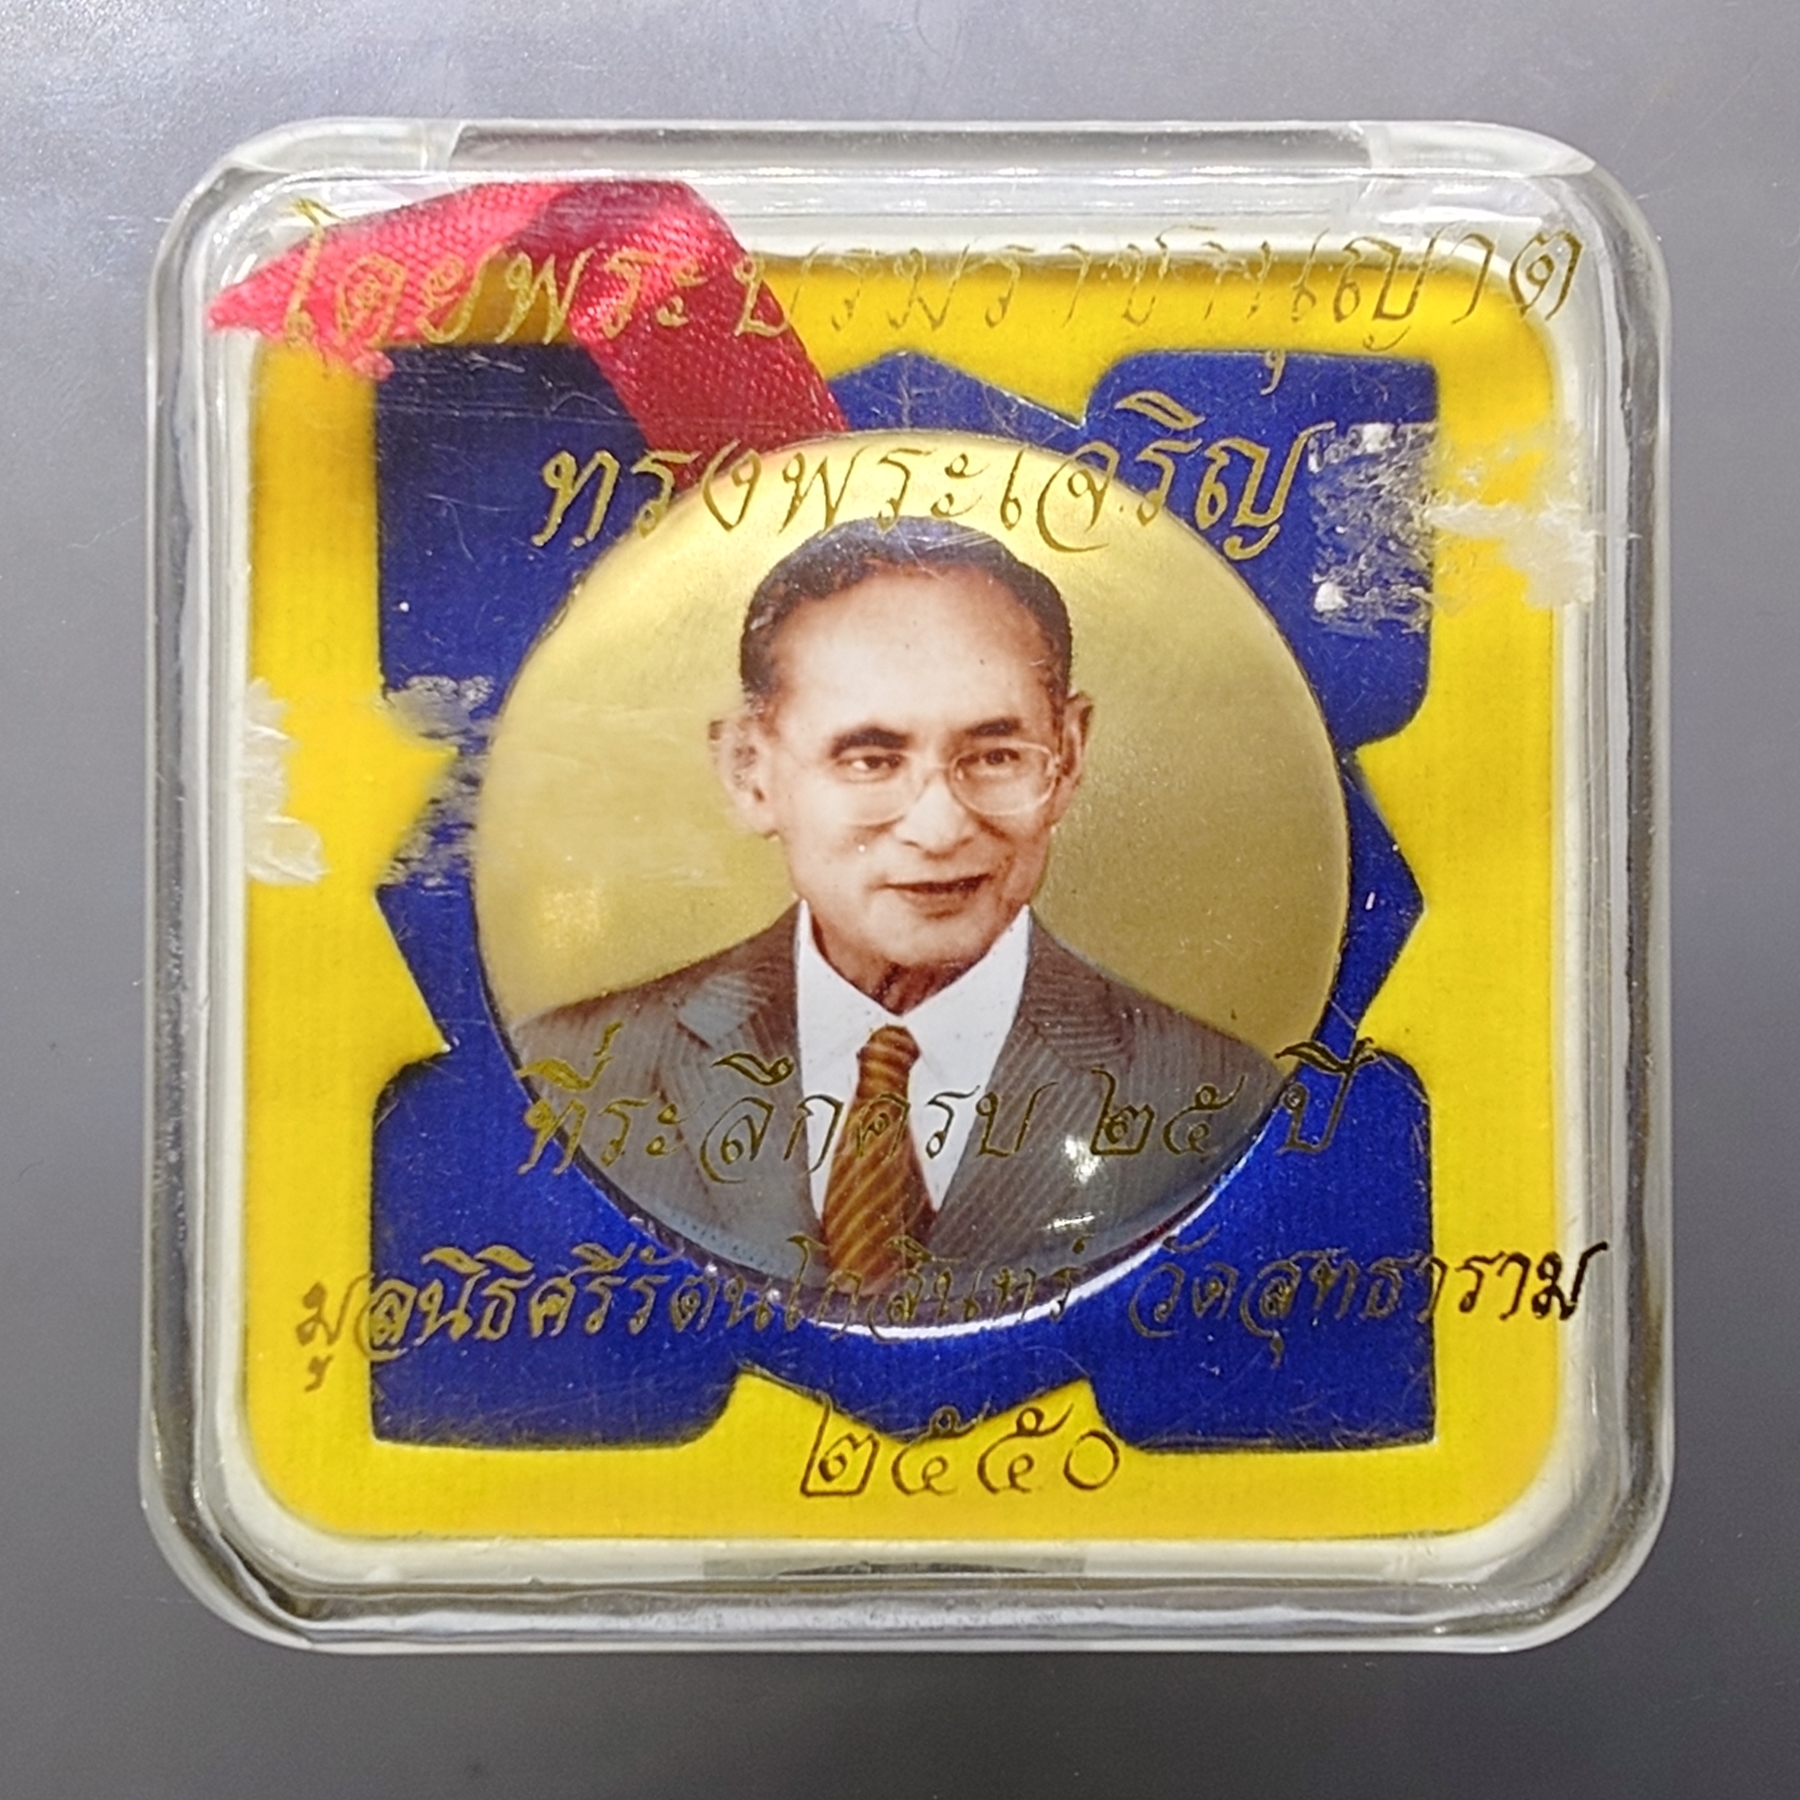 โดยพระบรมราชานุญาต
ทรงพระเจริญ
ที่ระลึกครบ ๒๕ ปี
มูลนิธิศรีรัตนโกสินทร์ วัดสุทธาราม
๒๕๕๐